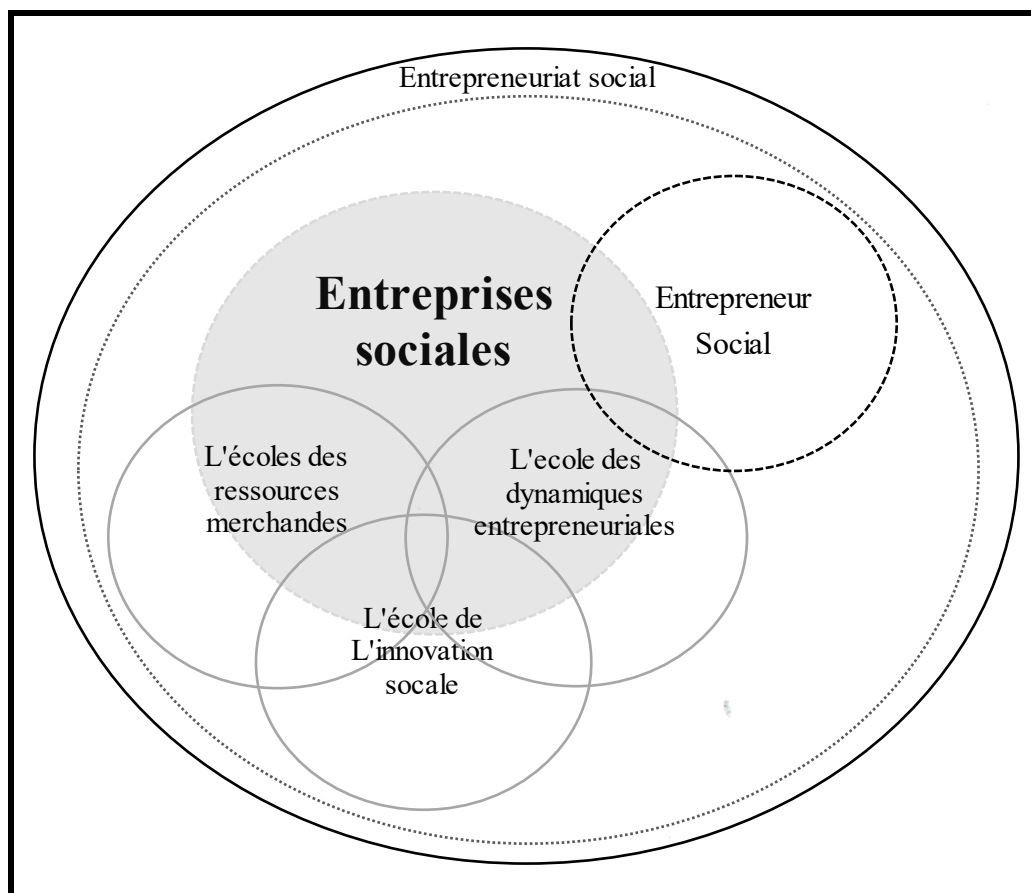 Entrepreneuriat social
Entreprises
sociales
Entrepreneur
Social
L'écoles des
ressources
merchandes
L'ecole des
dynamiques
entrepreneuriales
L'école de
L'innovation
socale